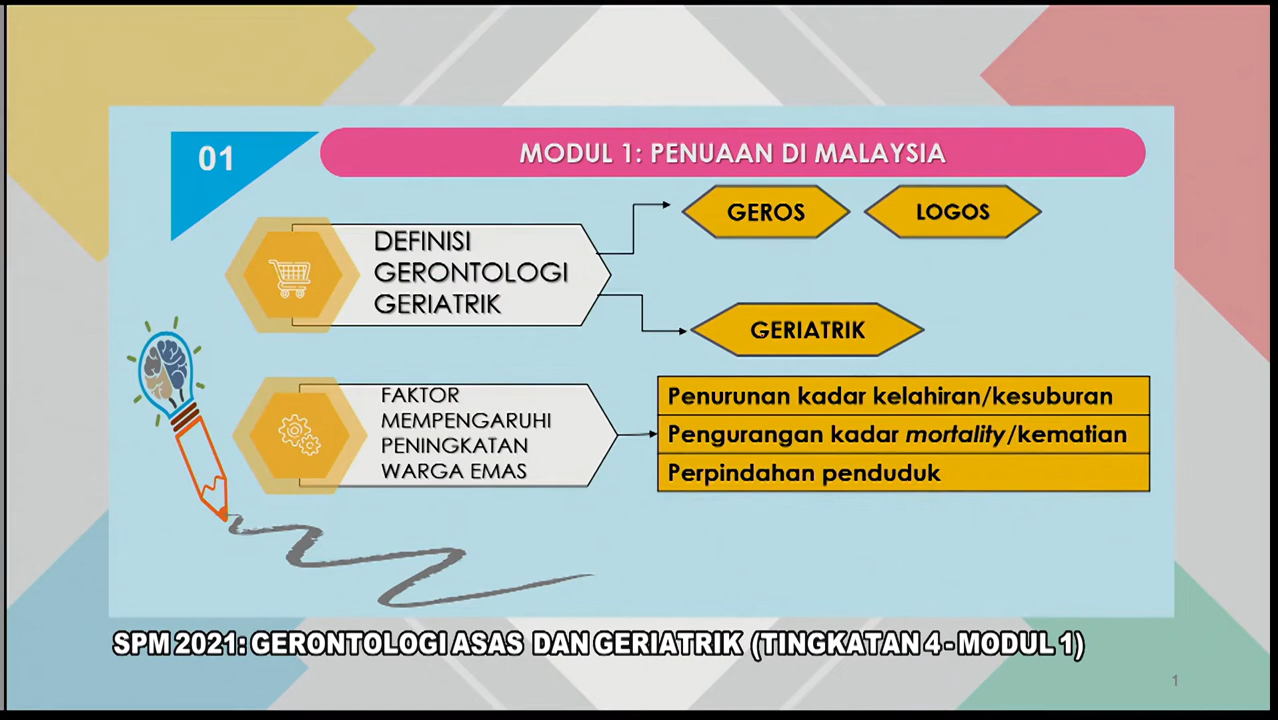 01
MODUL 1: PENUAAN DI MALAYSIA
DEFINISI
GERONTOLOGI
GERIATRIK
GEROS
LOGOS
GERIATRIK
FAKTOR
MEMPENGARUHI
PENINGKATAN
WARGA EMAS
Penurunan kadar kelahiran/kesuburan
Pengurangan kadar mortality/kematian
Perpindahan penduduk
SPM 2021: GERONTOLOGI ASAS DAN GERIATRIK (TINGKATAN 4 - MODUL 1)
1